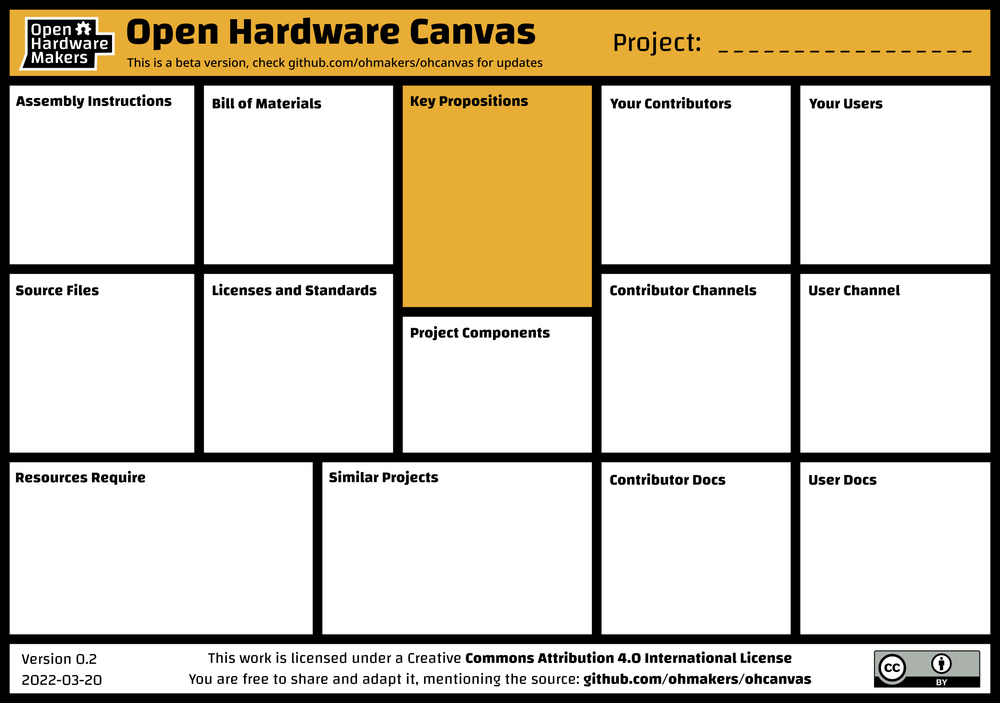 Open
Hardware
Makers
Open Hardware Canvas
This is a beta version, check github.com/ohmakers/ohcanvas for updates
Project: _ _ _ _ _ _ _ _ _ _ _ _ _ _ _ _ _
Assembly Instructions
Bill of Materials
Key Propositions
Your Contributors
Your Users
Source Files
Licenses and Standards
Project Components
Contributor Channels
User Channel
Resources Require
Similar Projects
Contributor Docs
User Docs
Version 0.2
2022-03-20
This work is licensed under a Creative Commons Attribution 4.0 International License
You are free to share and adapt it, mentioning the source: github.com/ohmakers/ohcanvas
CC
BY